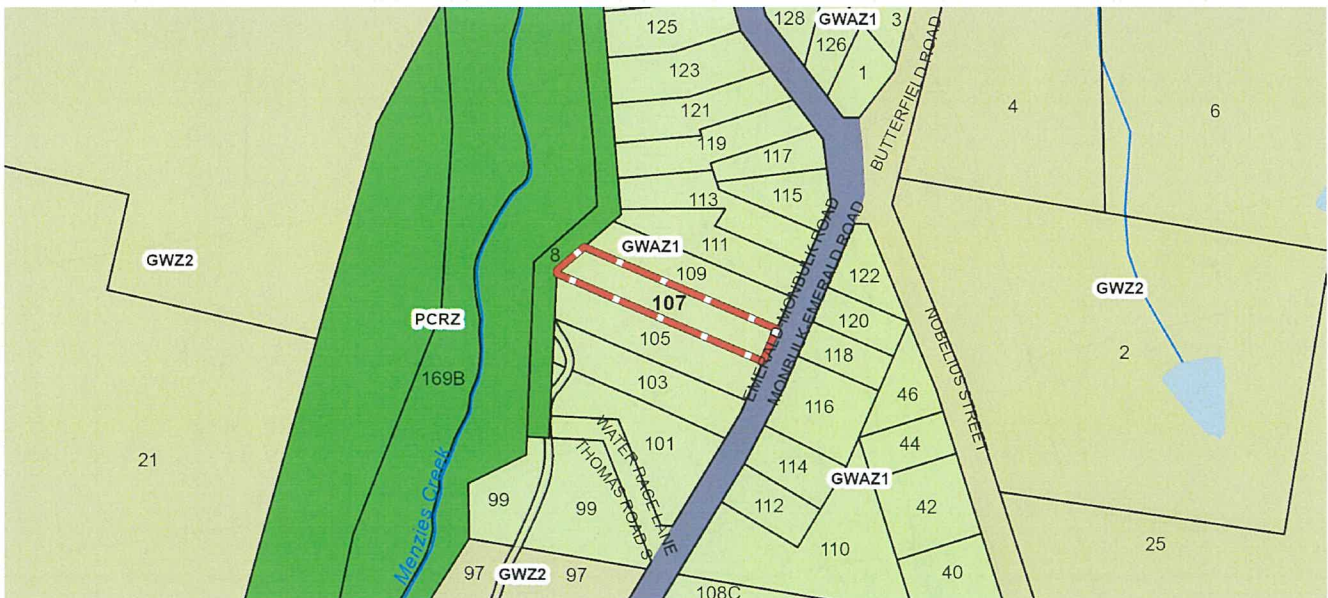 125
128
GWAZ1
3
126
1
123
121
119
117
115
113
111
109
107
105
103
101
99
99
97
97
GWZ2
108C
BUTTERFIELD ROAD
4
6
GWZ2
PCRZ
8
GWAZ1
169B
21
Menzies Creek
EMERALD MONBULK ROAD
MONBULK EMERALD ROAD
122
120
118
116
114
112
110
GWAZ1
NOBELIUS STREET
46
44
42
40
GWZ2
2
25
WATER RACE LANE
THOMAS ROAD S